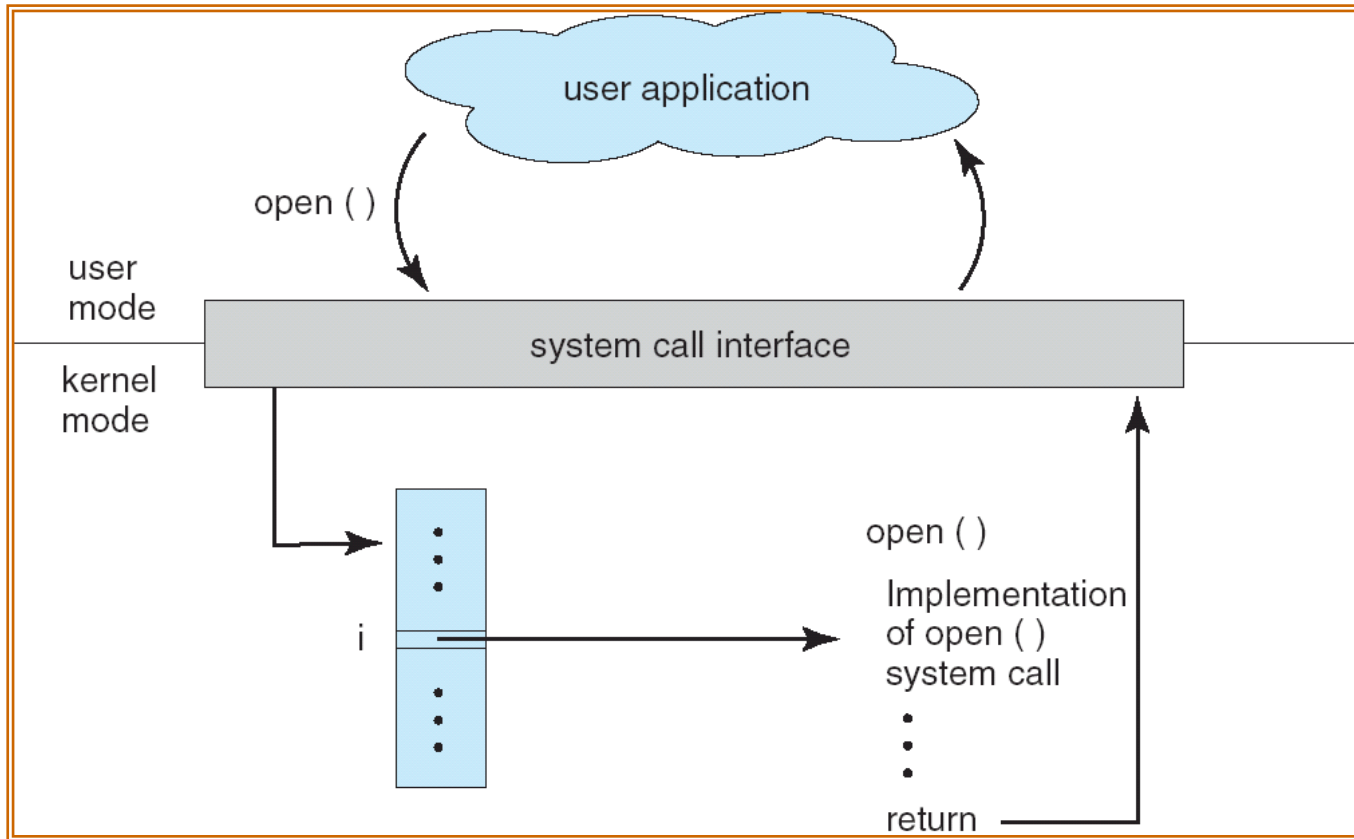 user application
open ( )
user
mode
system call interface
kernel
mode
open ( )
Implementation
of open ( )
system call
i
return